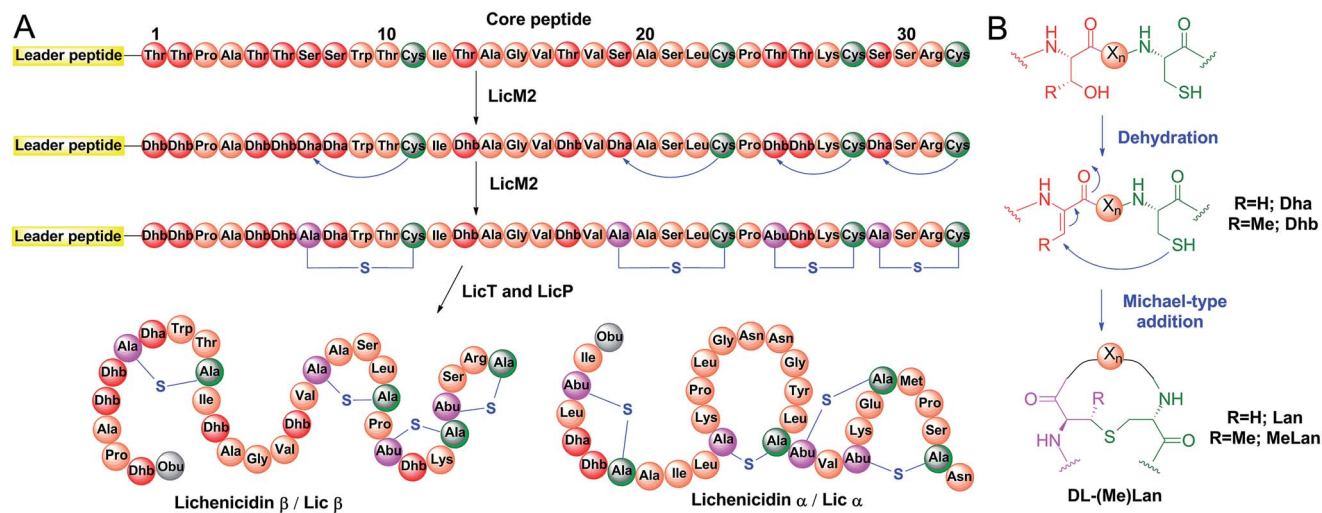 A
Core peptide
1 10 20 30
Leader peptide Thr Thr Pro Ala Thr Thr Ser Ser Trp Thr Cys Ile Thr Ala Gly Val Thr Val Ser Ala Ser Leu Cys Pro Thr Thr Lys Cys Ser Ser Arg Cys
LicM2
Leader peptide Dhb Dhb Pro Ala Dhb Dhb Dha Dha Trp Thr Cys Ile Dhb Ala Gly Val Dhb Val Dha Ala Ser Leu Cys Pro Dhb Dhb Lys Cys Dha Ser Arg Cys
LicM2
Leader peptide Dhb Dhb Pro Ala Dhb Dhb Ala Dha Trp Thr Cys Ile Dhb Ala Gly Val Dhb Val Ala Ala Ser Leu Cys Pro Abu Dhb Lys Cys Ala Ser Arg Cys
S S S S
LicT and LicP
Obu Dhb Pro Ala Dhb Dhb Ala Dha Trp Thr Ala Ile Dhb Ala Gly Val Dhb Val Ala Ala Ser Leu Ala Pro Abu Dhb Lys Ala Abu Ser Arg Ala
S S S S
Lichenicidin β / Lic β
Obu Ile Abu Leu Dha Dhb Ala Ala Ile Leu Ala Lys Pro Leu Gly Asn Asn Gly Tyr Leu Ala Abu Val Abu Lys Glu Ala Met Pro Ser Ala Asn
S S S S
Lichenicidin α / Lic α
B
H N O Xn H N O
R OH SH
Dehydration
H N O Xn H N O
R SH
R=H; Dha
R=Me; Dhb
Michael-type
addition
Xn
O R NH
HN S O
R=H; Lan
R=Me; MeLan
DL-(Me)Lan